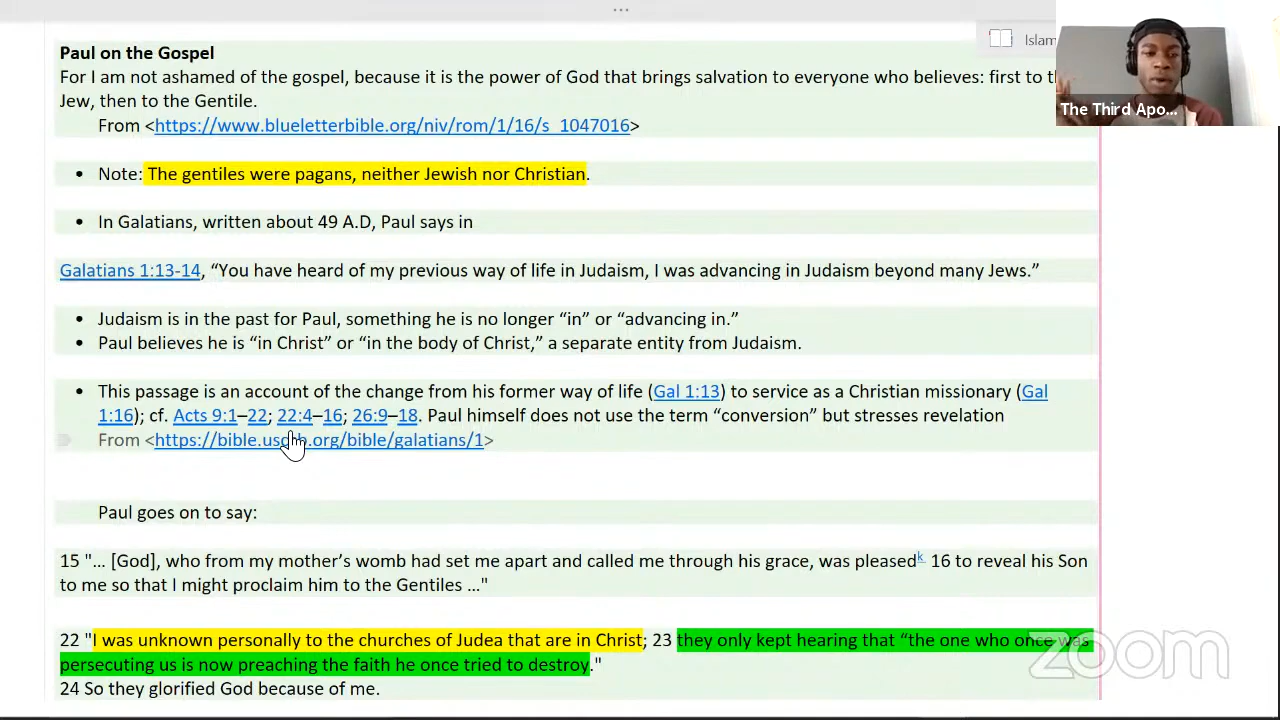 ...
Islam
The Third Apo...
Paul on the Gospel
For I am not ashamed of the gospel, because it is the power of God that brings salvation to everyone who believes: first to
Jew, then to the Gentile.
From <https://www.blueletterbible.org/niv/rom/1/16/s_1047016>
• Note: The gentiles were pagans, neither Jewish nor Christian.
• In Galatians, written about 49 A.D, Paul says in
Galatians 1:13-14, “You have heard of my previous way of life in Judaism, I was advancing in Judaism beyond many Jews.”
• Judaism is in the past for Paul, something he is no longer “in” or “advancing in.”
• Paul believes he is “in Christ” or “in the body of Christ,” a separate entity from Judaism.
• This passage is an account of the change from his former way of life (Gal 1:13) to service as a Christian missionary (Gal
1:16); cf. Acts 9:1–22; 22:4–16; 26:9–18. Paul himself does not use the term “conversion” but stresses revelation
From <https://bible.usccb.org/bible/galatians/1>
Paul goes on to say:
15 "… [God], who from my mother’s womb had set me apart and called me through his grace, was pleasedk 16 to reveal his Son
to me so that I might proclaim him to the Gentiles …"
22 "I was unknown personally to the churches of Judea that are in Christ; 23 they only kept hearing that “the one who once was
persecuting us is now preaching the faith he once tried to destroy."
24 So they glorified God because of me.
zoom